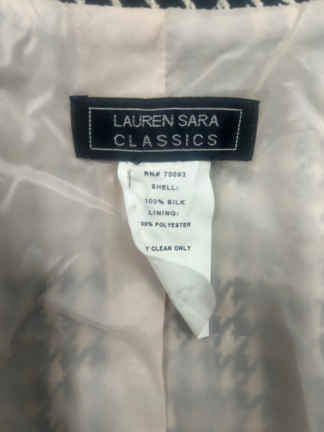 LAUREN SARA
CLASSICS
RN# 70093
SHELL:
100% SILK
LINING:
POLYESTER
Y CLEAN ONLY